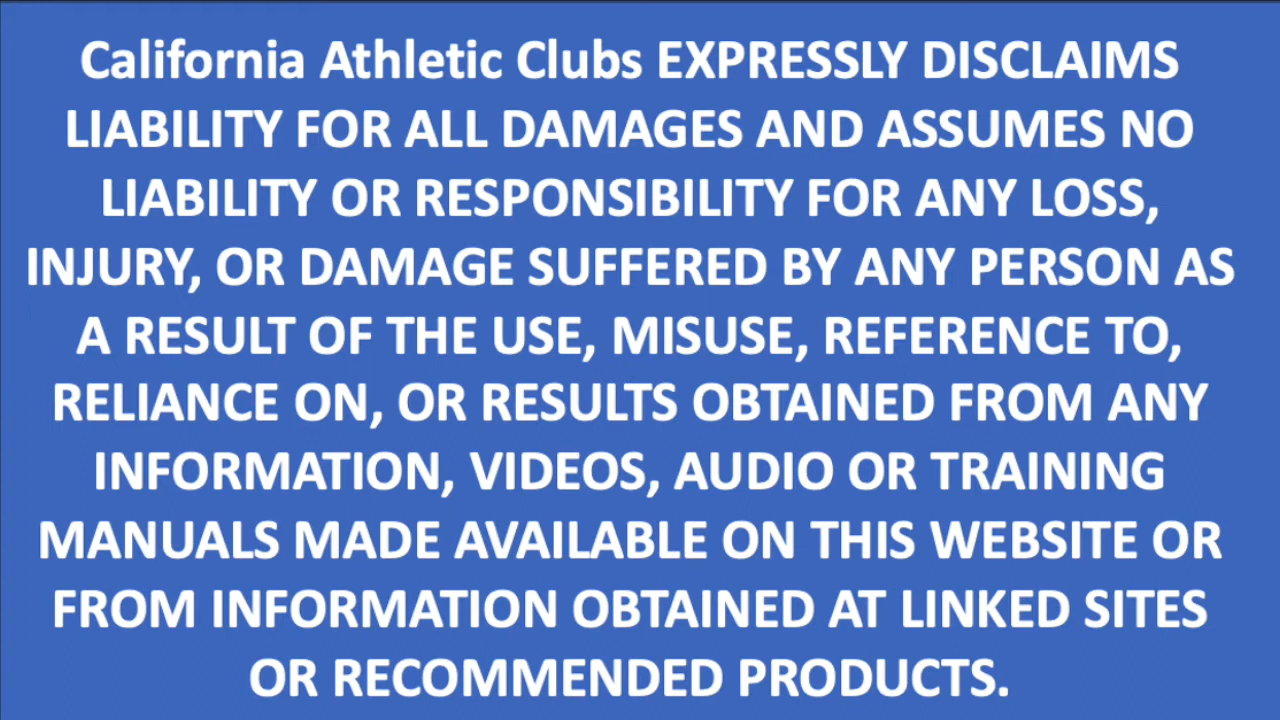 California Athletic Clubs EXPRESSLY DISCLAIMS
LIABILITY FOR ALL DAMAGES AND ASSUMES NO
LIABILITY OR RESPONSIBILITY FOR ANY LOSS,
INJURY, OR DAMAGE SUFFERED BY ANY PERSON AS
A RESULT OF THE USE, MISUSE, REFERENCE TO,
RELIANCE ON, OR RESULTS OBTAINED FROM ANY
INFORMATION, VIDEOS, AUDIO OR TRAINING
MANUALS MADE AVAILABLE ON THIS WEBSITE OR
FROM INFORMATION OBTAINED AT LINKED SITES
OR RECOMMENDED PRODUCTS.